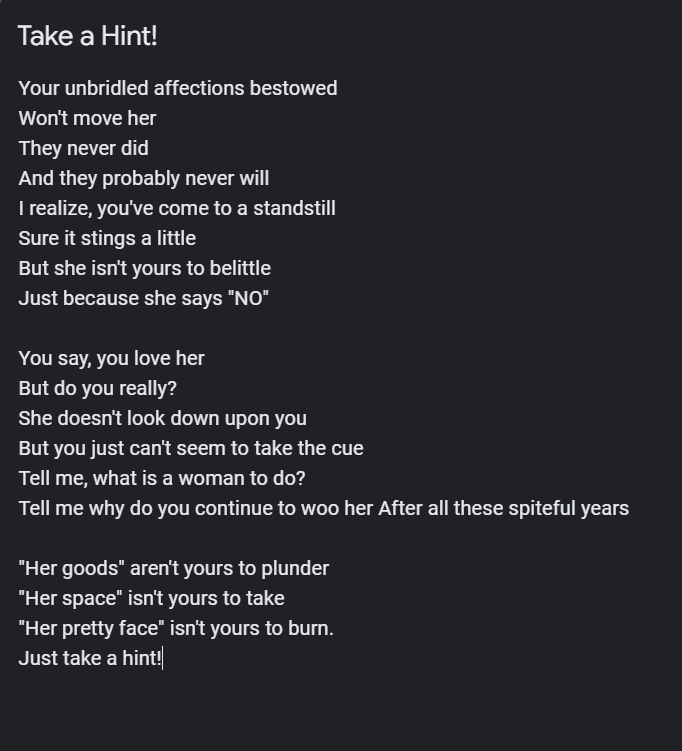 Take a Hint!
Your unbridled affections bestowed
Won't move her
They never did
And they probably never will
I realize, you've come to a standstill
Sure it stings a little
But she isn't yours to belittle
Just because she says "NO"
You say, you love her
But do you really?
She doesn't look down upon you
But you just can't seem to take the cue
Tell me, what is a woman to do?
Tell me why do you continue to woo her After all these spiteful years
"Her goods" aren't yours to plunder
"Her space" isn't yours to take
"Her pretty face" isn't yours to burn.
Just take a hint!